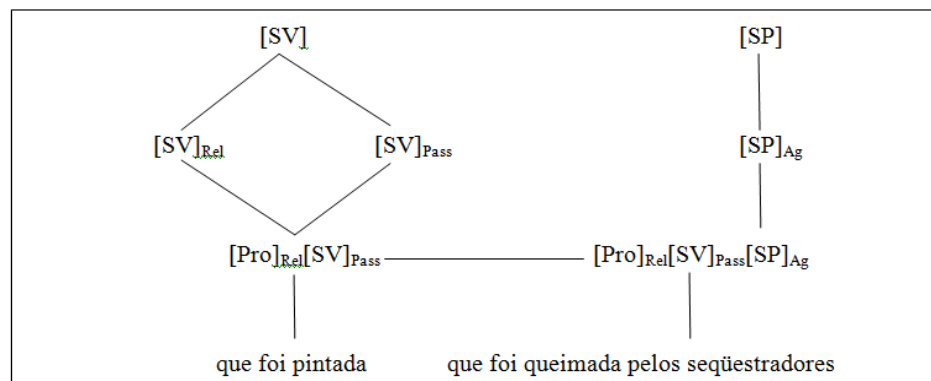 [SV] [SP]
[SV]Rel [SV]Pass [SP]Ag
[Pro]Rel[SV]Pass [Pro]Rel[SV]Pass[SP]Ag
que foi pintada que foi queimada pelos seqüestradores